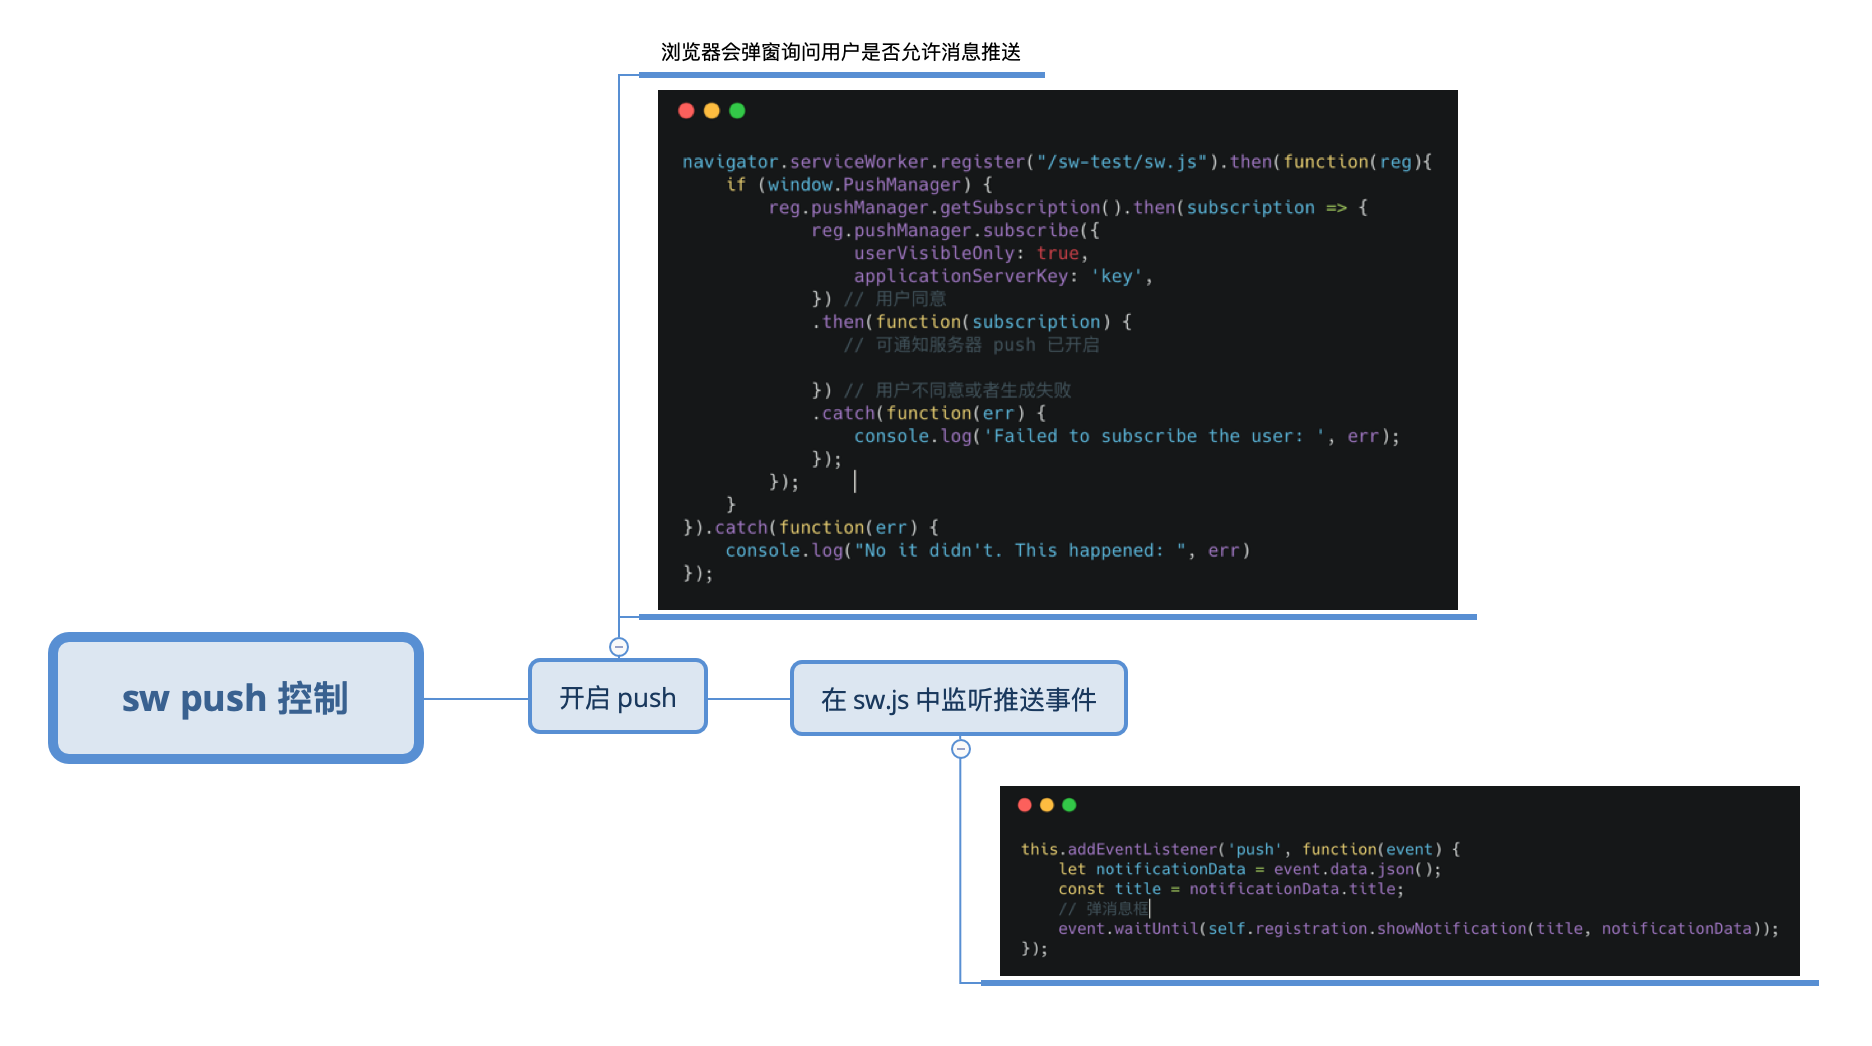 浏览器会弹窗询问用户是否允许消息推送
navigator.serviceWorker.register("/sw-test/sw.js").then(function(reg){
    if (window.PushManager) {
        reg.pushManager.getSubscription().then(subscription => {
            reg.pushManager.subscribe({
                userVisibleOnly: true,
                applicationServerKey: 'key',
            }) // 用户同意
            .then(function(subscription) {
               // 可通知服务器 push 已开启
            }) // 用户不同意或者生成失败
            .catch(function(err) {
                console.log('Failed to subscribe the user: ', err);
            });
        });
    }
}).catch(function(err) {
    console.log("No it didn't. This happened: ", err)
});
sw push 控制
开启 push
在 sw.js 中监听推送事件
this.addEventListener('push', function(event) {
    let notificationData = event.data.json();
    const title = notificationData.title;
    // 弹消息框
    event.waitUntil(self.registration.showNotification(title, notificationData));
});